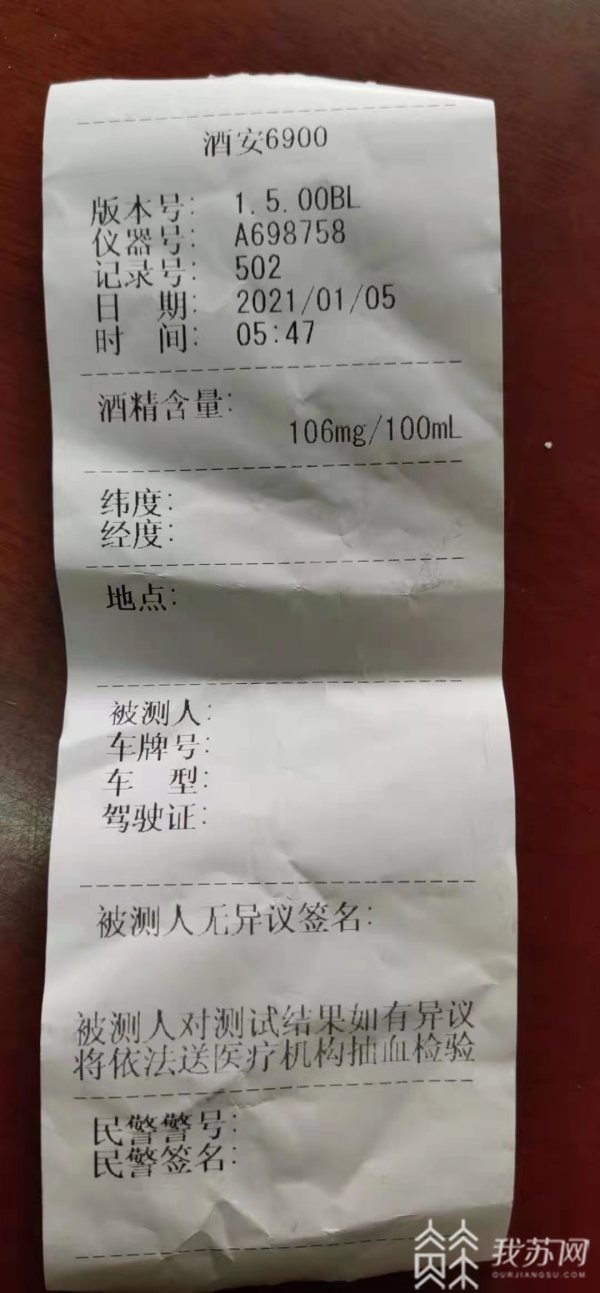 酒安6900
版本号: 1.5.00BL
仪器号: A698758
记录号: 502
日 期: 2021/01/05
时 间: 05:47
酒精含量:
106mg/100mL
纬度:
经度:
地点:
被测人:
车牌号:
车 型:
驾驶证:
被测人无异议签名:
被测人对测试结果如有异议
将依法送医疗机构抽血检验
民警警号:
民警签名:
我苏网
OURJIANGSU.COM